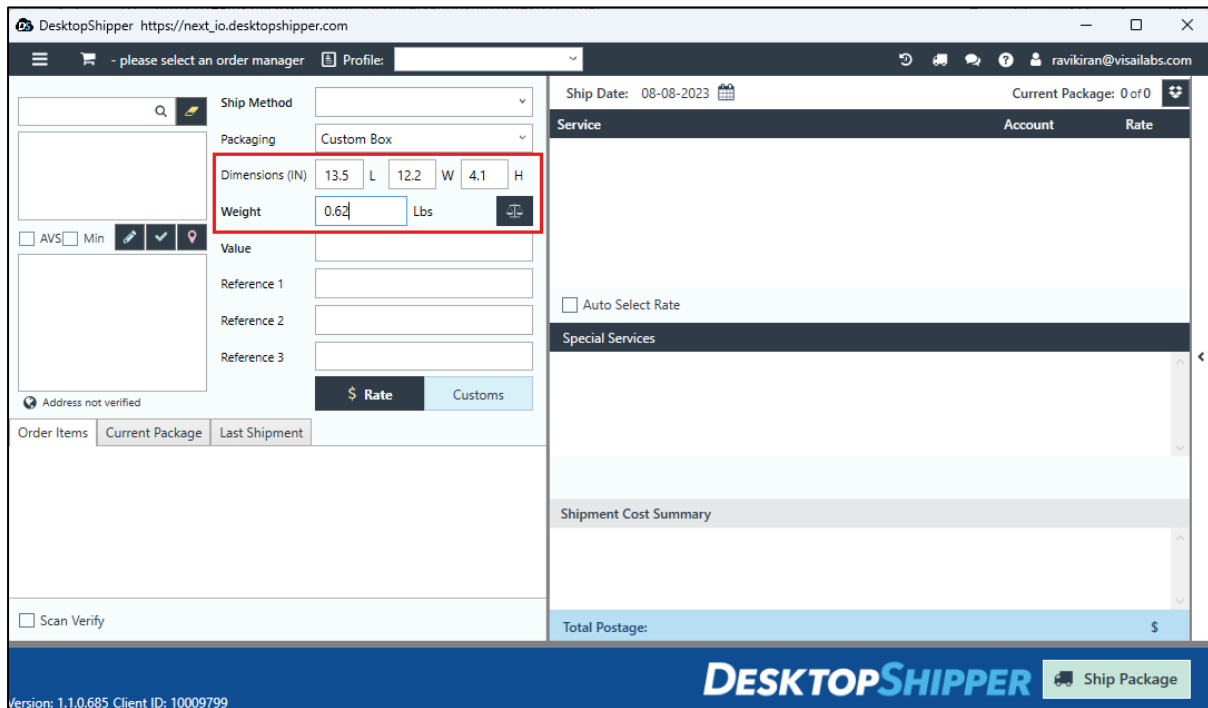 DesktopShipper https://next_io.desktopshipper.com
- please select an order manager Profile: ravikiran@visailabs.com
Ship Method
Packaging Custom Box
Dimensions (IN) 13.5 L 12.2 W 4.1 H
Weight 0.62 Lbs
AVS Min
Value
Reference 1
Reference 2
Reference 3
Address not verified
$ Rate Customs
Order Items Current Package Last Shipment
Scan Verify
Ship Date: 08-08-2023 Current Package: 0 of 0
Service Account Rate
Auto Select Rate
Special Services
Shipment Cost Summary
Total Postage: $
DESKTOPSHIPPER Ship Package
Version: 1.1.0.685 Client ID: 10009799